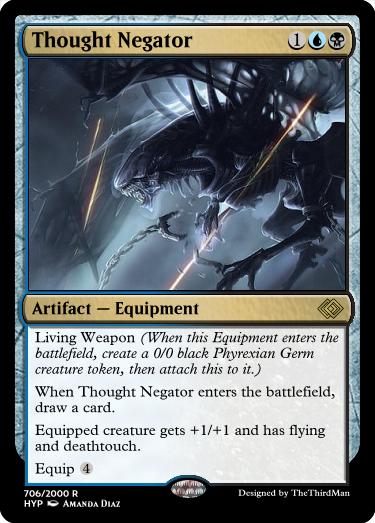 Thought Negator 1
Artifact — Equipment
Living Weapon (When this Equipment enters the
battlefield, create a 0/0 black Phyrexian Germ
creature token, then attach this to it.)
When Thought Negator enters the battlefield,
draw a card.
Equipped creature gets +1/+1 and has flying
and deathtouch.
Equip 4
706/2000 R
HYP AMANDA DIAZ
Designed by TheThirdMan